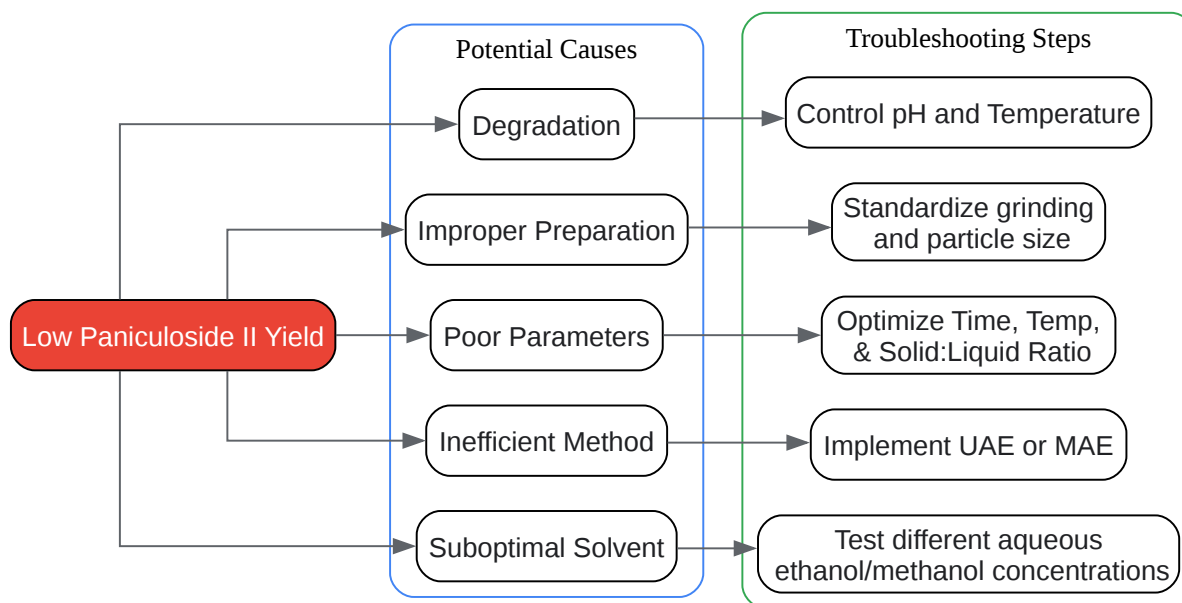 Potential Causes
Troubleshooting Steps
Degradation
Control pH and Temperature
Improper Preparation
Standardize grinding
and particle size
Low Paniculoside II Yield
Poor Parameters
Optimize Time, Temp,
& Solid:Liquid Ratio
Inefficient Method
Implement UAE or MAE
Suboptimal Solvent
Test different aqueous
ethanol/methanol concentrations